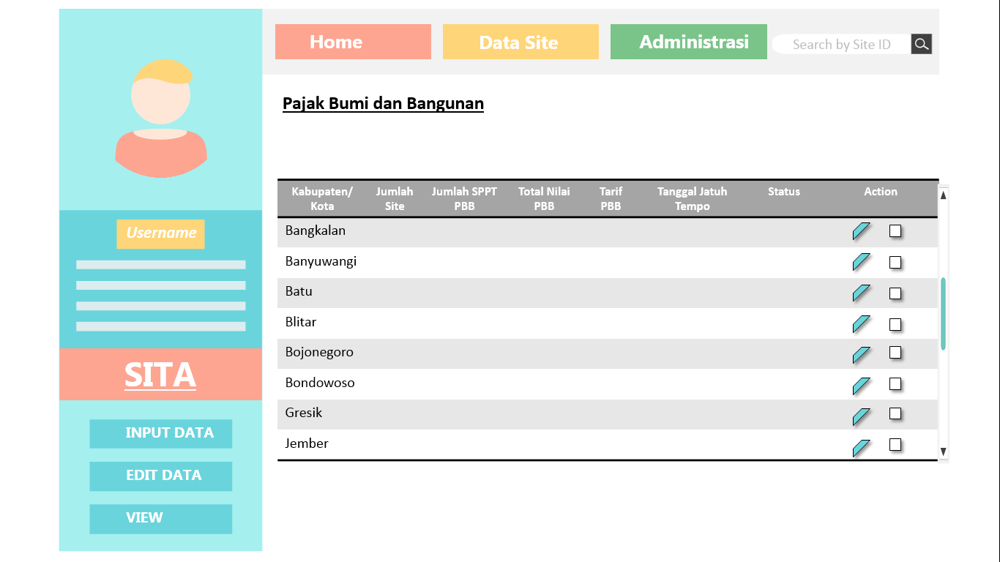 Home
Data Site
Administrasi
Search by Site ID
Pajak Bumi dan Bangunan
Kabupaten/
Kota
Jumlah
Site
Jumlah SPPT
PBB
Total Nilai
PBB
Tarif
PBB
Tanggal Jatuh
Tempo
Status
Action
Bangkalan
Banyuwangi
Batu
Blitar
Bojonegoro
Bondowoso
Gresik
Jember
Username
SITA
INPUT DATA
EDIT DATA
VIEW